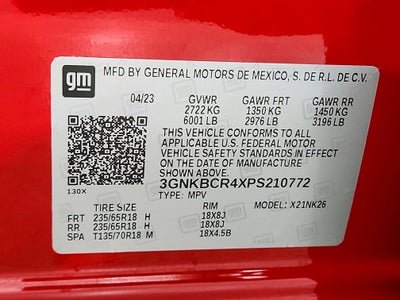 gm
MFD BY GENERAL MOTORS DE MEXICO, S. DE R.L. DE C.V.
04/23 GVWR GAWR FRT GAWR RR
2722 KG 1350 KG 1450 KG
6001 LB 2976 LB 3196 LB
THIS VEHICLE CONFORMS TO ALL
APPLICABLE U.S. FEDERAL MOTOR
VEHICLE SAFETY STANDARDS IN EFFECT
ON THE DATE OF MANUFACTURE
SHOWN ABOVE.
3GNKBCR4XPS210772
130X
TYPE: MPV MODEL: X21NK26
TIRE SIZE RIM
FRT 235/65R18 H 18X8J
RR 235/65R18 H 18X8J
SPA T135/70R18 M 18X4.5B